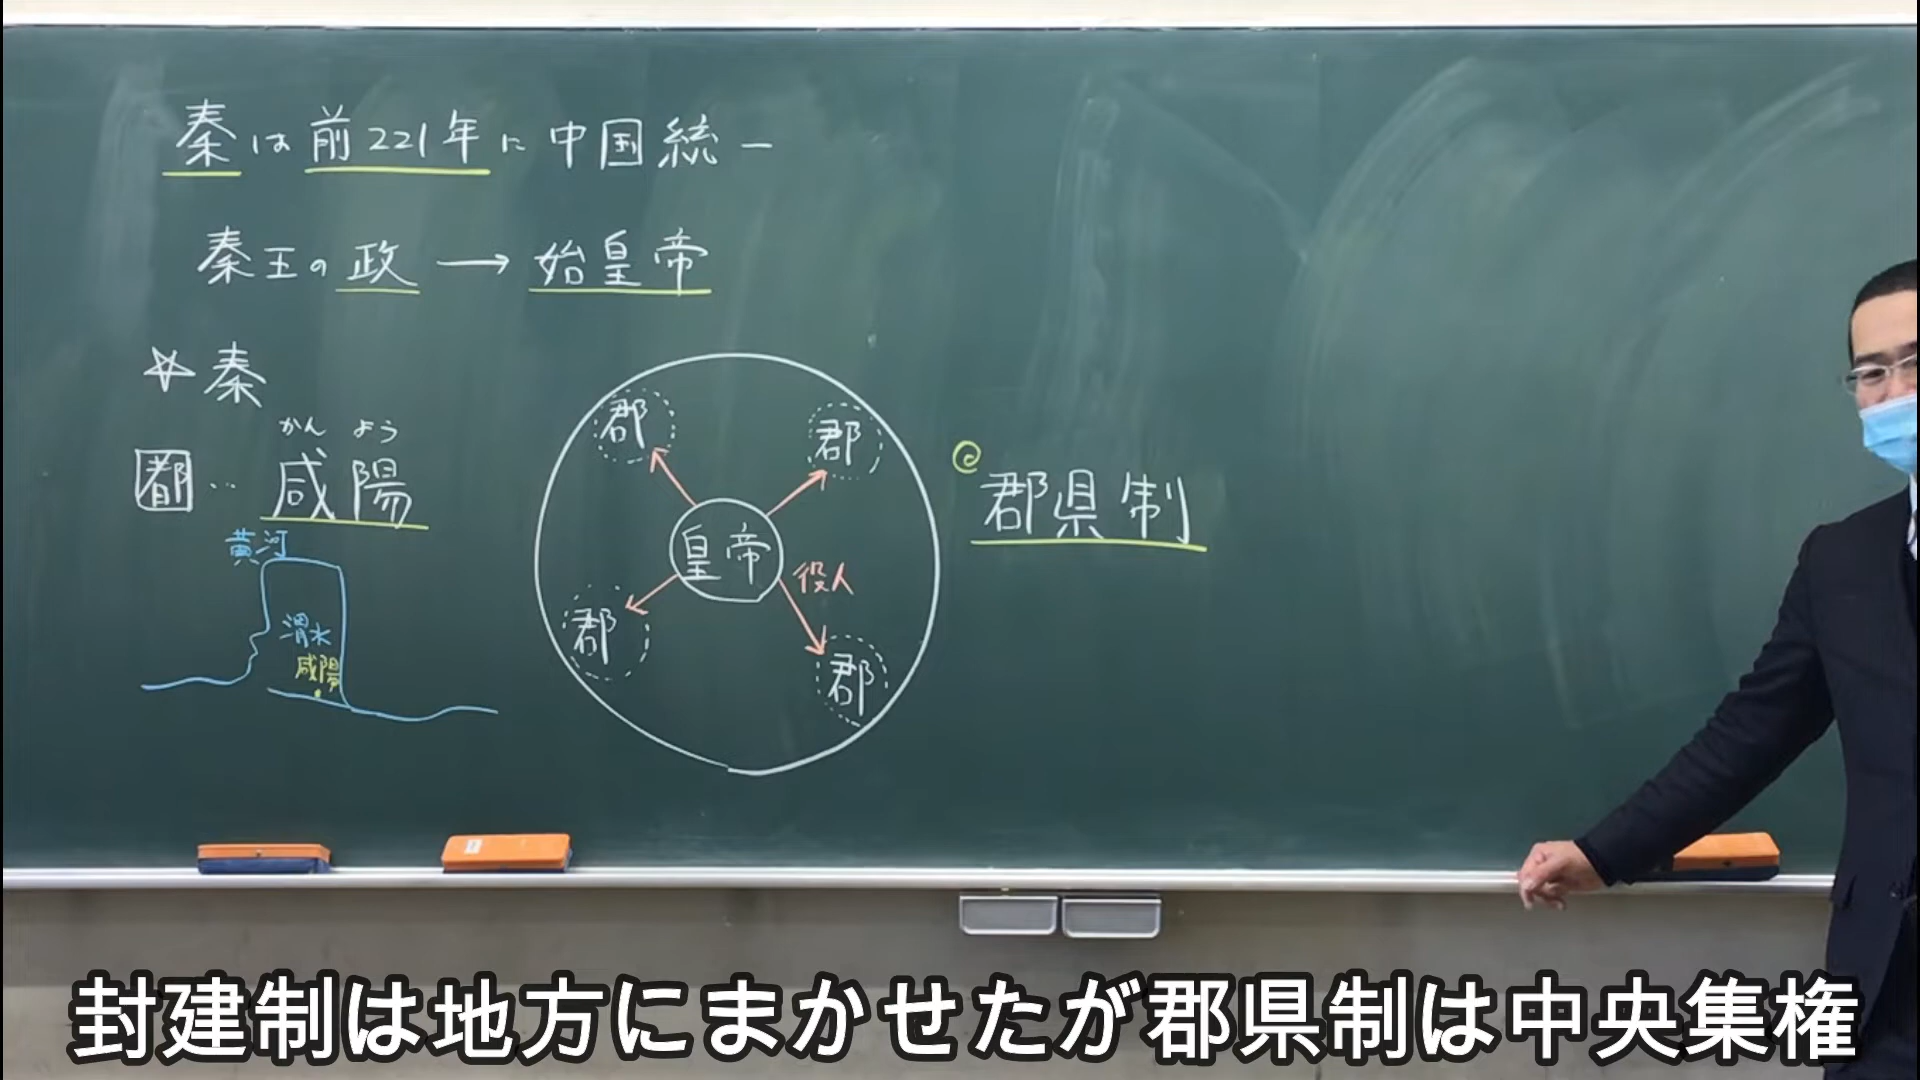 秦は前221年に中国統一
秦王の政→始皇帝
☆秦
かんよう
都‥咸陽
黄河
渭水
咸陽
郡
郡
皇帝
役人
郡
郡
@郡県制
封建制は地方にまかせたが郡県制は中央集権